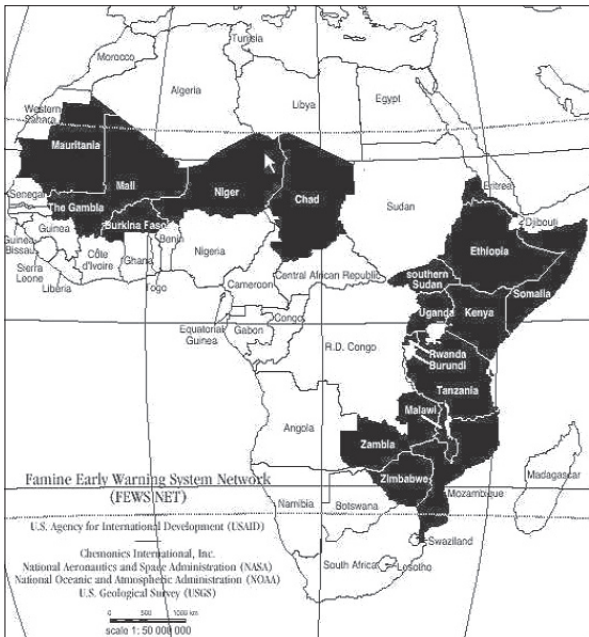 Tunisia
Morocco
Algeria
Libya
Egypt
Western
Sahara
Mauritania
Mali
Niger
Chad
Sudan
Eritrea
Djibouti
Senegal
The Gambia
Burkina Faso
Guinea
Guinea
Bissau
Sierra
Leone
Liberia
Côte
d'Ivoire
Ghana
Togo
Benin
Nigeria
Cameroon
Central African Republic
Ethiopia
southern
Sudan
Somalia
Uganda
Kenya
Equatorial
Guinea
Gabon
Congo
R.D. Congo
Rwanda
Burundi
Tanzania
Angola
Malawi
Zambia
Zimbabwe
Mozambique
Madagascar
Namibia
Botswana
Swaziland
South Africa
Losotho
Famine Early Warning System Network
(FEWS NET)
U.S. Agency for International Development (USAID)
Chemonics International, Inc.
National Aeronautics and Space Administration (NASA)
National Oceanic and Atmospheric Administration (NOAA)
U.S. Geological Survey (USGS)
0 500 1000 km
scale 1: 50 000 000